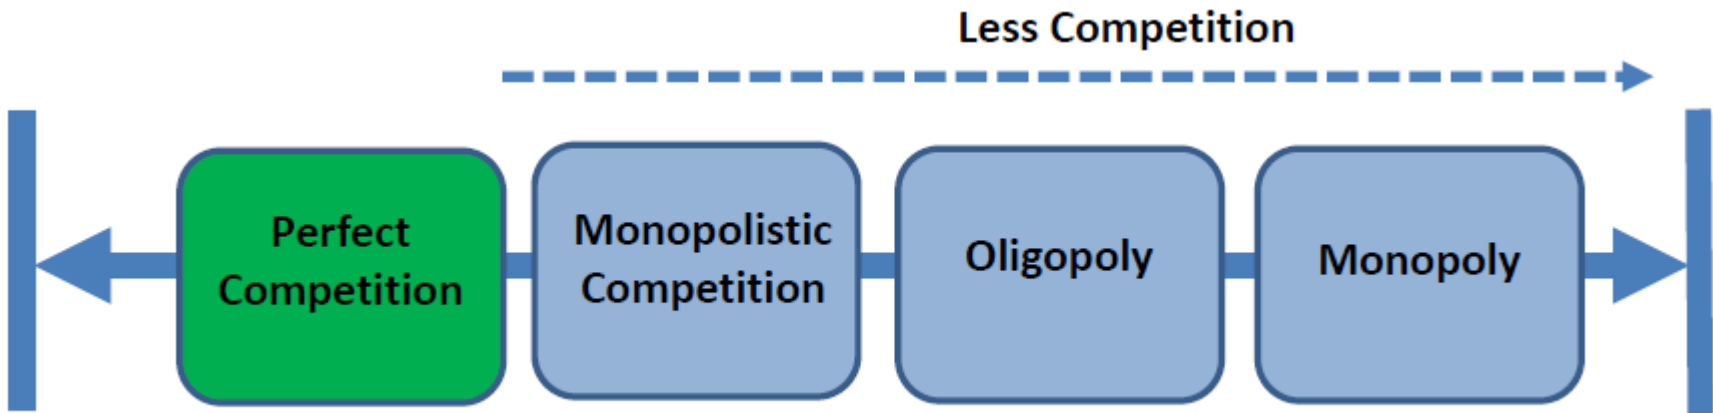 Less Competition
Perfect
Competition
Monopolistic
Competition
Oligopoly
Monopoly